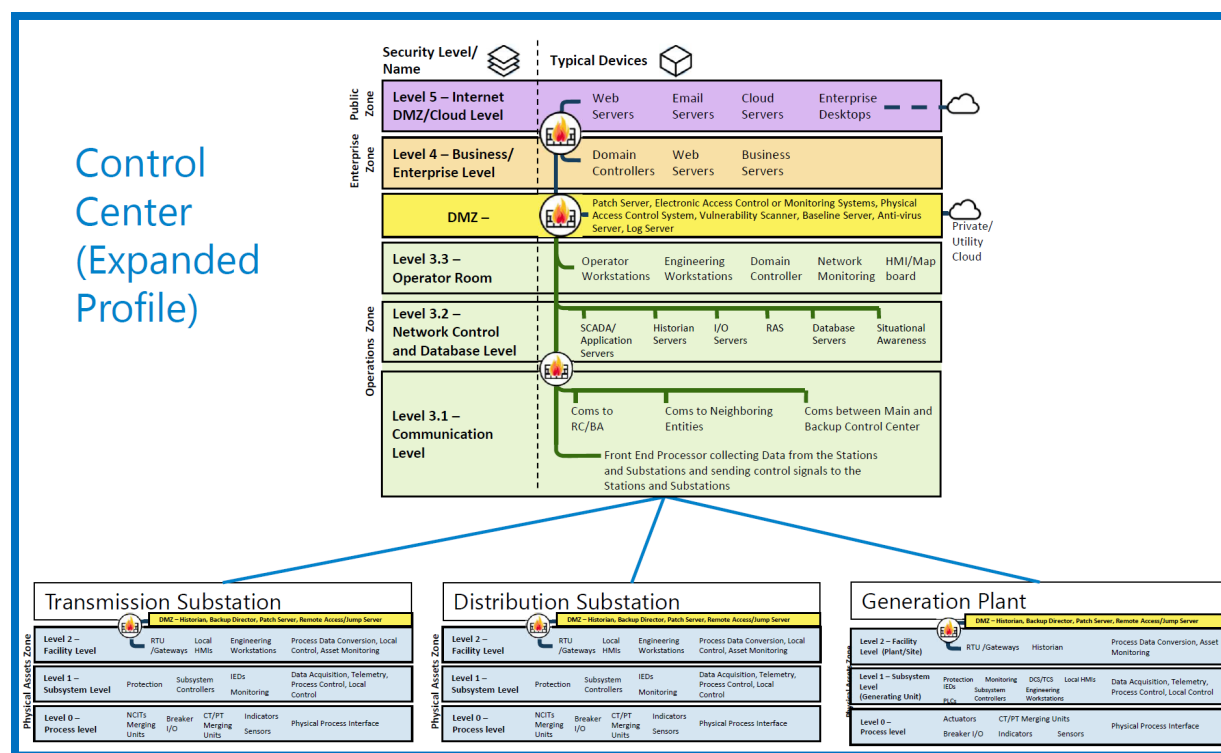 Control
Center
(Expanded
Profile)
Security Level/
Name
Typical Devices
Public
Zone
Level 5 – Internet
DMZ/Cloud Level
Web
Servers
Email
Servers
Cloud
Servers
Enterprise
Desktops
Enterprise
Zone
Level 4 – Business/
Enterprise Level
Domain
Controllers
Web
Servers
Business
Servers
DMZ –
Patch Server, Electronic Access Control or Monitoring Systems, Physical
Access Control System, Vulnerability Scanner, Baseline Server, Anti-virus
Server, Log Server
Private/
Utility
Cloud
Operations Zone
Level 3.3 –
Operator Room
Operator
Workstations
Engineering
Workstations
Domain
Controller
Network
Monitoring
HMI/Map
board
Level 3.2 –
Network Control
and Database Level
SCADA/
Application
Servers
Historian
Servers
I/O
Servers
RAS
Database
Servers
Situational
Awareness
Level 3.1 –
Communication
Level
Coms to
RC/BA
Coms to Neighboring
Entities
Coms between Main and
Backup Control Center
Front End Processor collecting Data from the Stations
and Substations and sending control signals to the
Stations and Substations
Transmission Substation
DMZ – Historian, Backup Director, Patch Server, Remote Access/Jump Server
Physical Assets Zone
Level 2 –
Facility Level
RTU
/Gateways
Local
HMIs
Engineering
Workstations
Process Data Conversion, Local
Control, Asset Monitoring
Level 1 –
Subsystem Level
Protection
Subsystem
Controllers
IEDs
Monitoring
Data Acquisition, Telemetry,
Process Control, Local
Control
Level 0 –
Process level
NCITs
Merging
Units
Breaker
I/O
CT/PT
Merging
Units
Indicators
Sensors
Physical Process Interface
Distribution Substation
DMZ – Historian, Backup Director, Patch Server, Remote Access/Jump Server
Physical Assets Zone
Level 2 –
Facility Level
RTU
/Gateways
Local
HMIs
Engineering
Workstations
Process Data Conversion, Local
Control, Asset Monitoring
Level 1 –
Subsystem Level
Protection
Subsystem
Controllers
IEDs
Monitoring
Data Acquisition, Telemetry,
Process Control, Local
Control
Level 0 –
Process level
NCITs
Merging
Units
Breaker
I/O
CT/PT
Merging
Units
Indicators
Sensors
Physical Process Interface
Generation Plant
DMZ – Historian, Backup Director, Patch Server, Remote Access/Jump Server
Physical Assets Zone
Level 2 – Facility
Level (Plant/Site)
RTU /Gateways
Historian
Process Data Conversion, Asset
Monitoring
Level 1 – Subsystem
Level
(Generating Unit)
Protection
IEDs
PLCs
Monitoring
Subsystem
Controllers
DCS/TCS
Engineering
Workstations
Local HMIs
Data Acquisition, Telemetry,
Process Control, Local Control
Level 0 –
Process level
Actuators
CT/PT Merging Units
Breaker I/O
Indicators
Sensors
Physical Process Interface